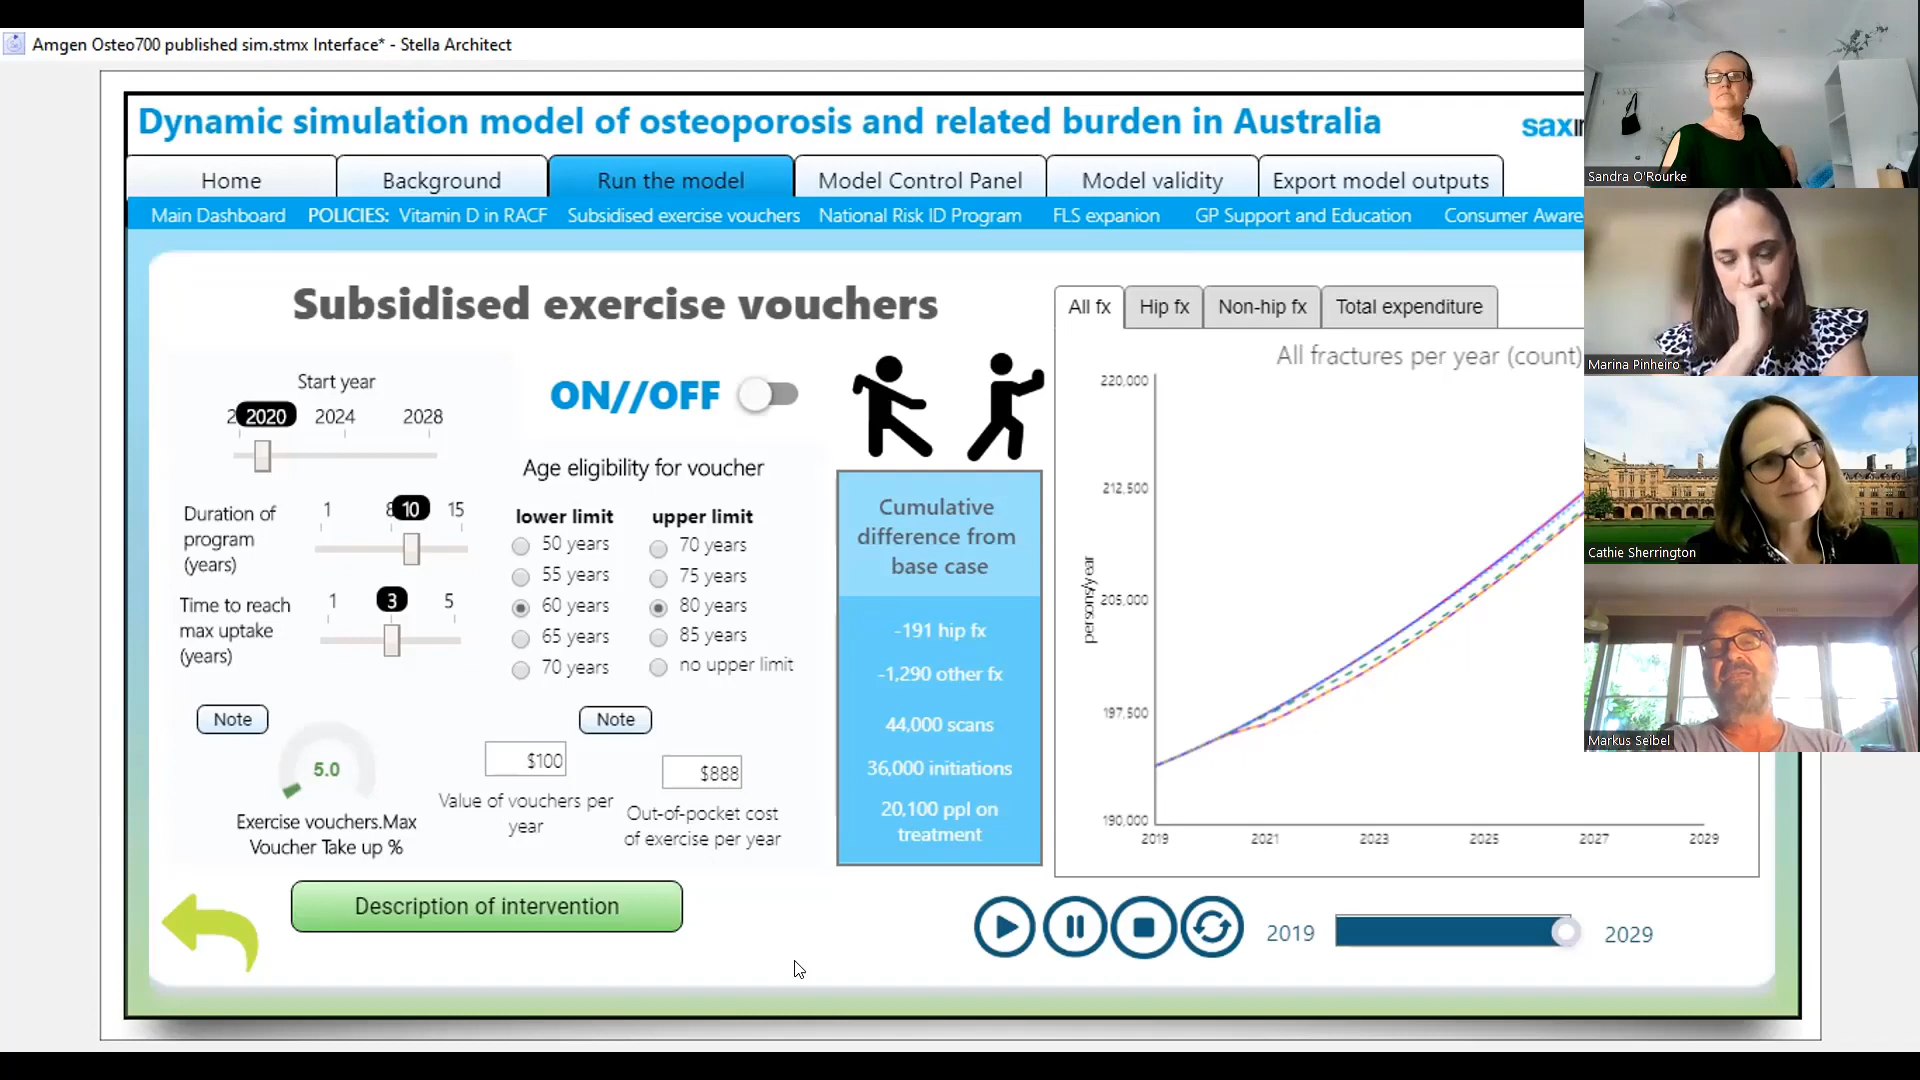 Amgen Osteo700 published sim.stmx Interface* - Stella Architect
Dynamic simulation model of osteoporosis and related burden in Australia
Home
Background
Run the model
Model Control Panel
Model validity
Export model outputs
Main Dashboard
POLICIES:
Vitamin D in RACF
Subsidised exercise vouchers
National Risk ID Program
FLS expanion
GP Support and Education
Consumer Aware
Subsidised exercise vouchers
Start year
2020
2024
2028
Duration of
program
(years)
1
8
10
15
Time to reach
max uptake
(years)
1
3
5
ON//OFF
Age eligibility for voucher
lower limit
50 years
55 years
60 years
65 years
70 years
upper limit
70 years
75 years
80 years
85 years
no upper limit
Note
Note
5.0
Exercise vouchers.Max
Voucher Take up %
$100
Value of vouchers per
year
$888
Out-of-pocket cost
of exercise per year
Description of intervention
Cumulative
difference from
base case
-191 hip fx
-1,290 other fx
44,000 scans
36,000 initiations
20,100 ppl on
treatment
All fx
Hip fx
Non-hip fx
Total expenditure
All fractures per year (count)
persons/year
220,000
212,500
205,000
197,500
190,000
2019
2021
2023
2025
2027
2029
2019
2029
Sandra O'Rourke
Marina Pinheiro
Cathie Sherrington
Markus Seibel